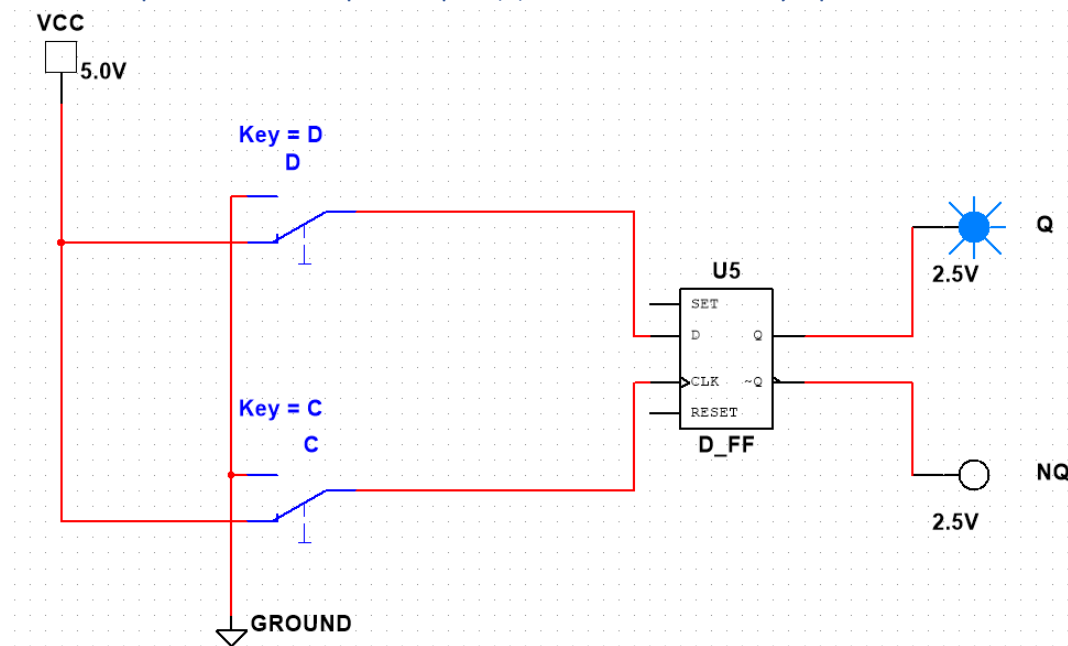 VCC
5.0V
Key = D
D
Key = C
C
GROUND
U5
SET
D
Q
CLK
~Q
RESET
D_FF
Q
2.5V
NQ
2.5V